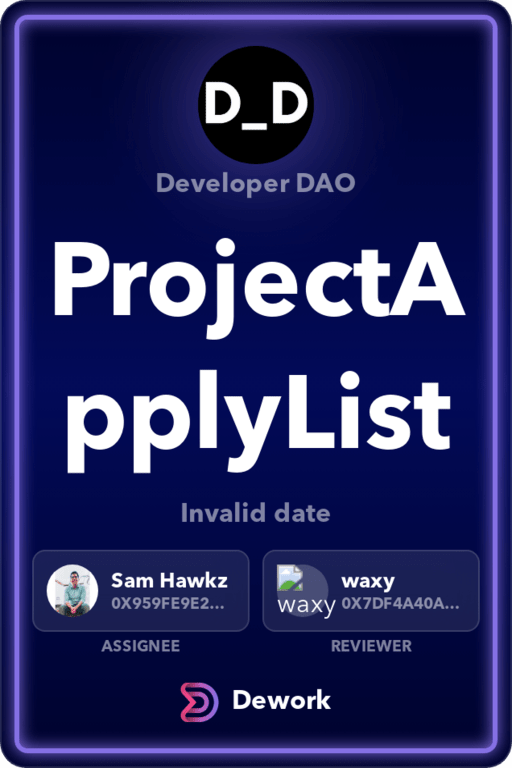 D_D
Developer DAO
ProjectA
pplyList
Invalid date
Sam Hawkz
0X959FE9E2...
ASSIGNEE
waxy
waxy
0X7DF4A40A...
REVIEWER
Dework